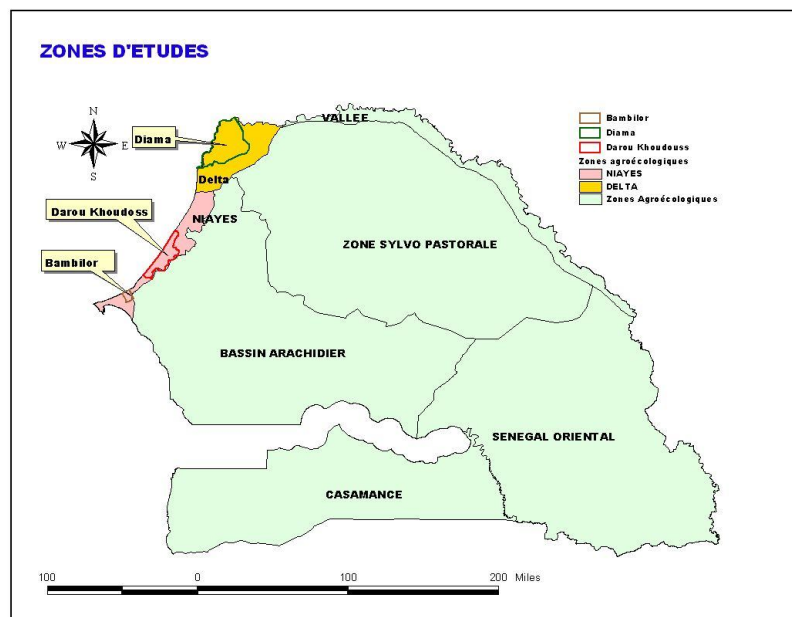 ZONES D'ETUDES
N
W E
S
Diama
Delta
VALLEE
Darou Khoudoss
NIAYES
Bambilor
ZONE SYLVO PASTORALE
BASSIN ARACHIDIER
SENEGAL ORIENTAL
CASAMANCE
Bambilor
Diama
Darou Khoudouss
Zones agroécologiques
NIAYES
DELTA
Zones Agroécologiques
100 0 100 200 Miles